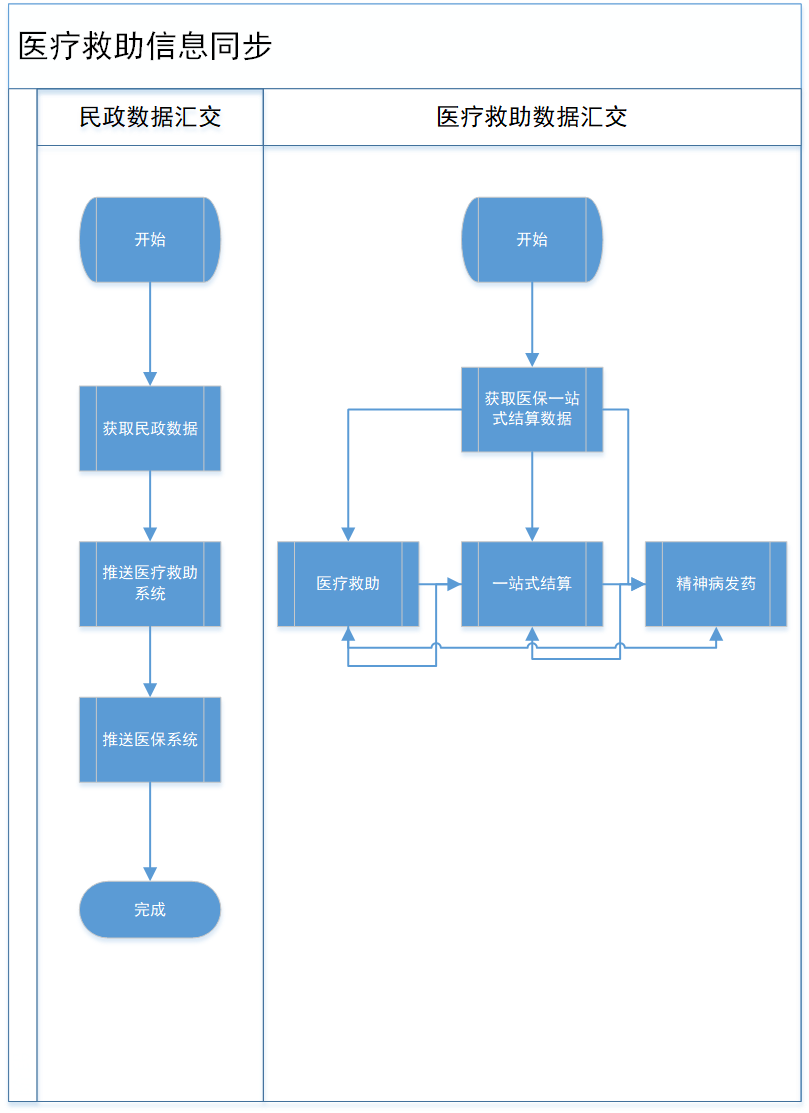 医疗救助信息同步
民政数据汇交
医疗救助数据汇交
开始
获取民政数据
推送医疗救助
系统
推送医保系统
完成
开始
获取医保一站
式结算数据
医疗救助
一站式结算
精神病发药